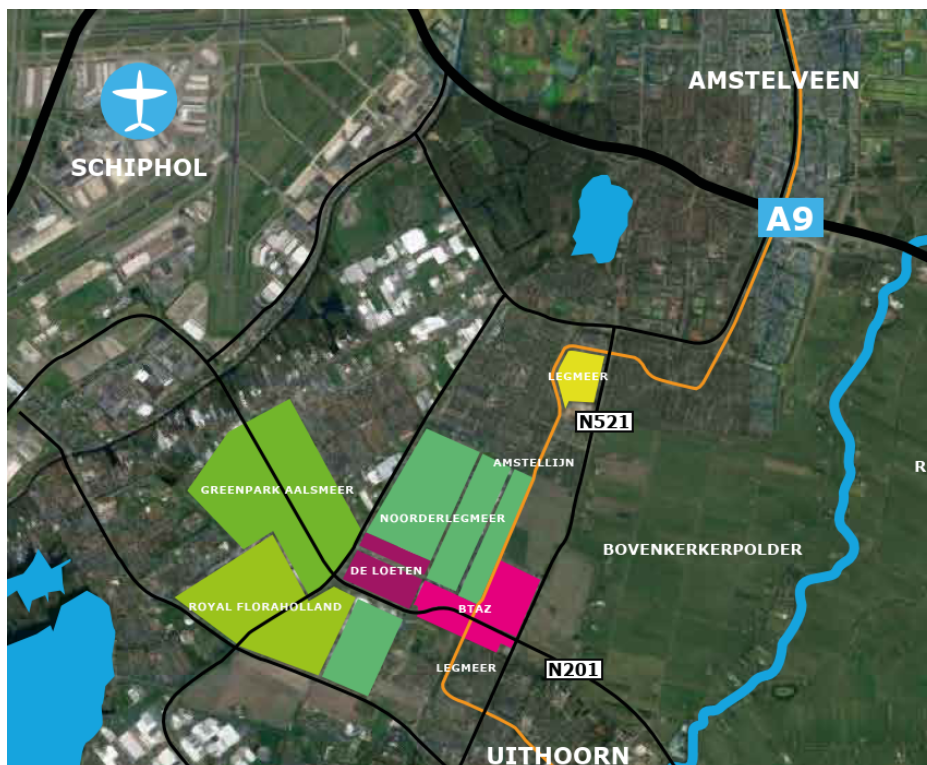 AMSTELVEEN
SCHIPHOL
A9
LEGMEER
N521
AMSTELLIJN
R
GREENPARK AALSMEER
NOORDERLEGMEER
BOVENKERKERPOLDER
DE LOETEN
ROYAL FLORAHOLLAND
BTAZ
LEGMEER
N201
UITHOORN